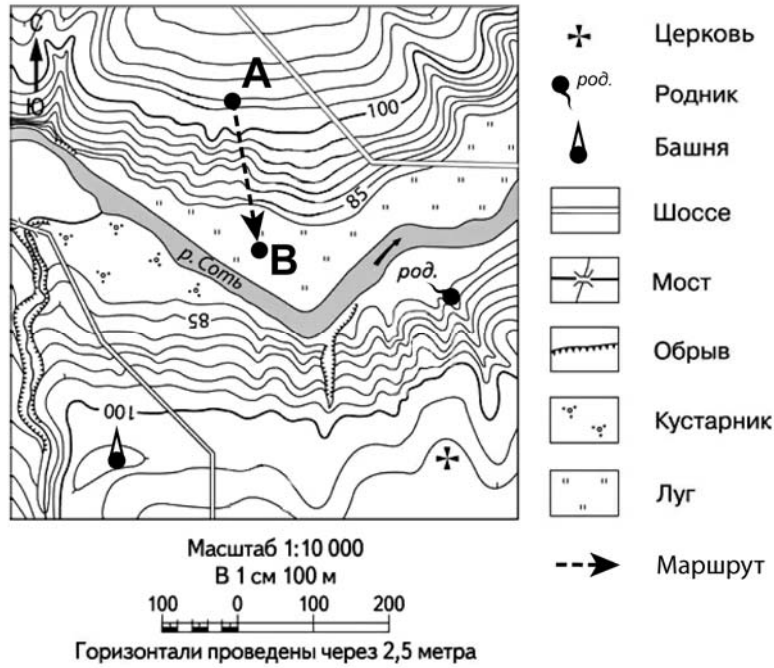 С
Ю
А
100
85
В
р. Соть
род.
85
100
Церковь
род.
Родник
Башня
Шоссе
Мост
Обрыв
Кустарник
Луг
Маршрут
Масштаб 1:10 000
В 1 см 100 м
100 0 100 200
Горизонтали проведены через 2,5 метра